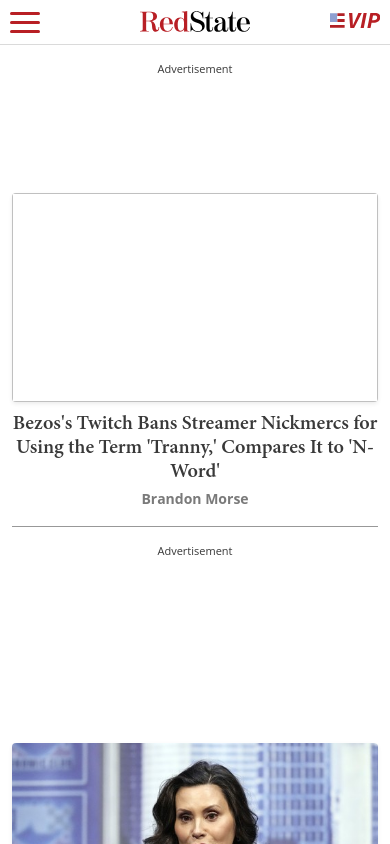 RedState
VIP
Advertisement
Bezos's Twitch Bans Streamer Nickmercs for
Using the Term 'Tranny,' Compares It to 'N-
Word'
Brandon Morse
Advertisement